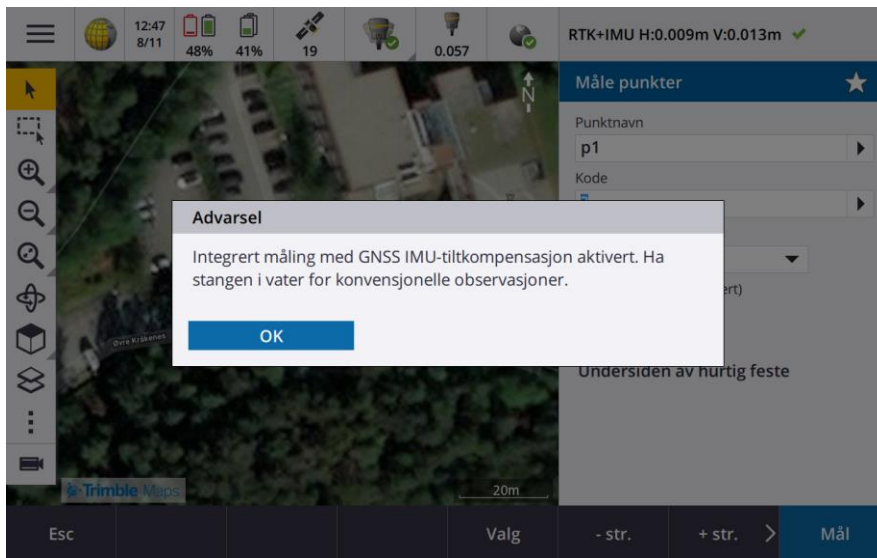 12:47
8/11
48%
41%
19
0.057
RTK+IMU H:0.009m V:0.013m
Måle punkter
N
Punktnavn
p1
Kode
Advarsel
Integrert måling med GNSS IMU-tiltkompensasjon aktivert. Ha
stangen i vater for konvensjonelle observasjoner.
ert)
OK
Øvre Kråkenes
Undersiden av hurtig feste
Trimble Maps
20m
Esc
Valg
- str.
+ str.
Mål